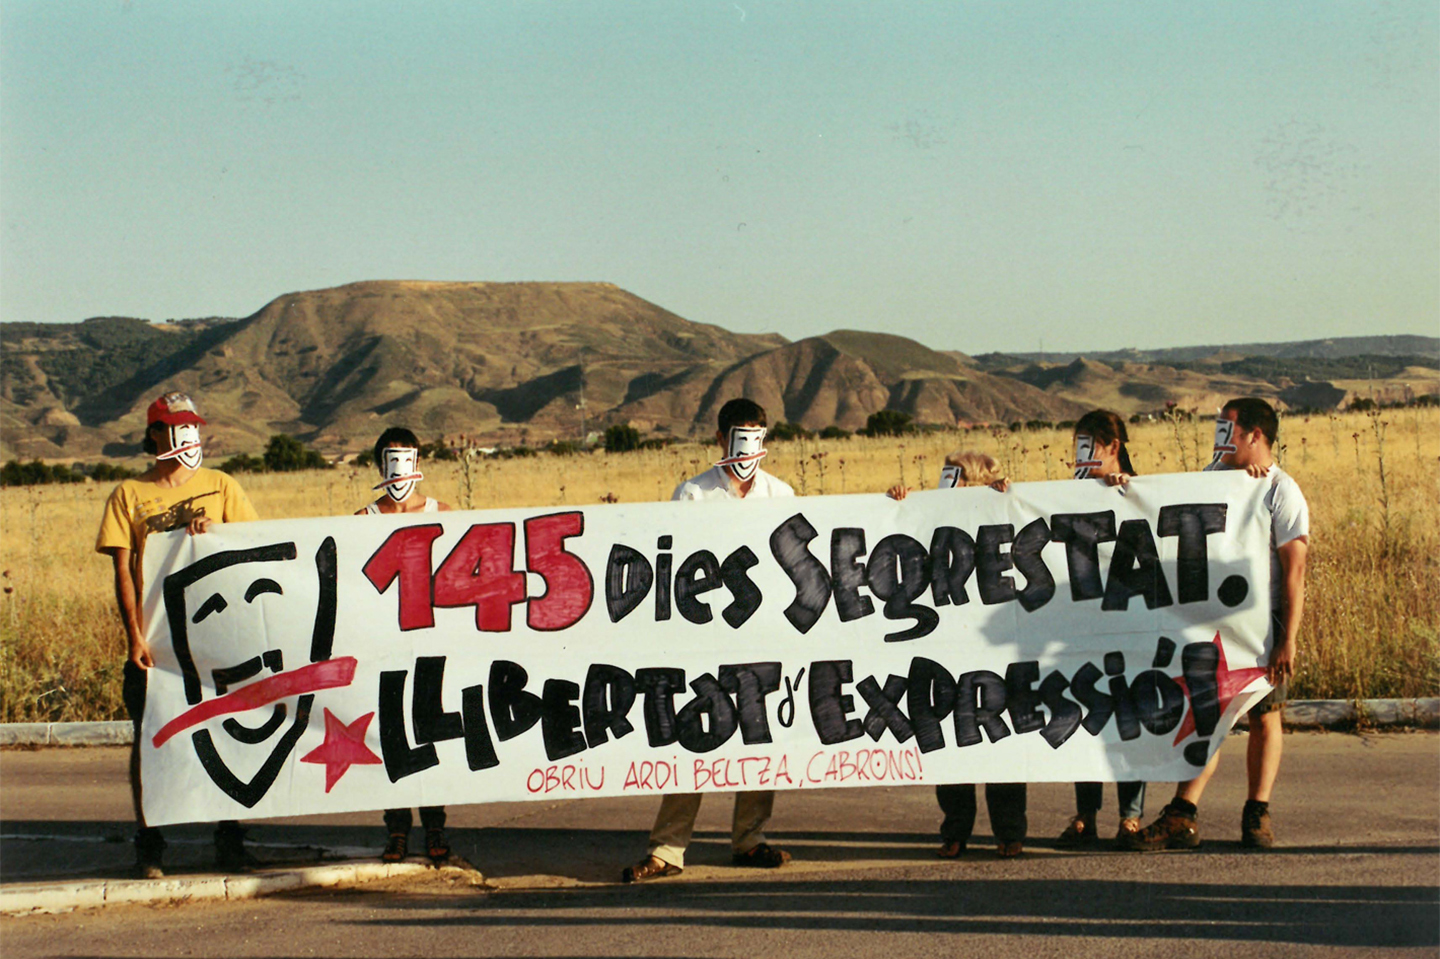 145 Dies SegRESTAT.
LLiBERTaT d'ExPRESSió!
OBRIU ARDi BELTZA, CABRONS!